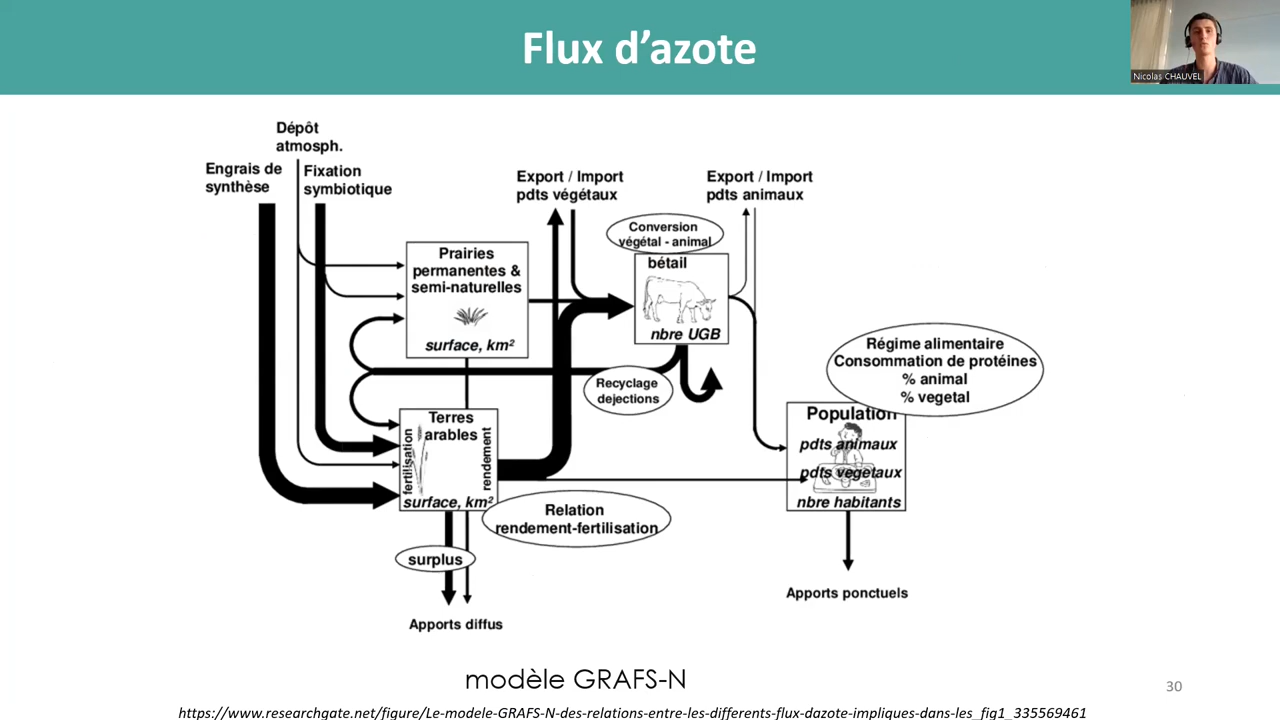 Flux d'azote
Nicolas CHAUVEL
Dépôt
atmosph.
Engrais de
synthèse
Fixation
symbiotique
Export / Import
pdts végétaux
Export / Import
pdts animaux
Conversion
végétal - animal
Prairies
permanentes &
semi-naturelles
surface, km²
bétail
nbre UGB
Recyclage
dejections
Régime alimentaire
Consommation de protéines
% animal
% vegetal
Terres
arables
fertilisation
rendement
surface, km²
Population
pdts animaux
pdts vegetaux
nbre habitants
Relation
rendement-fertilisation
surplus
Apports diffus
Apports ponctuels
modèle GRAFS-N
30
https://www.researchgate.net/figure/Le-modele-GRAFS-N-des-relations-entre-les-differents-flux-dazote-impliques-dans-les_fig1_335569461